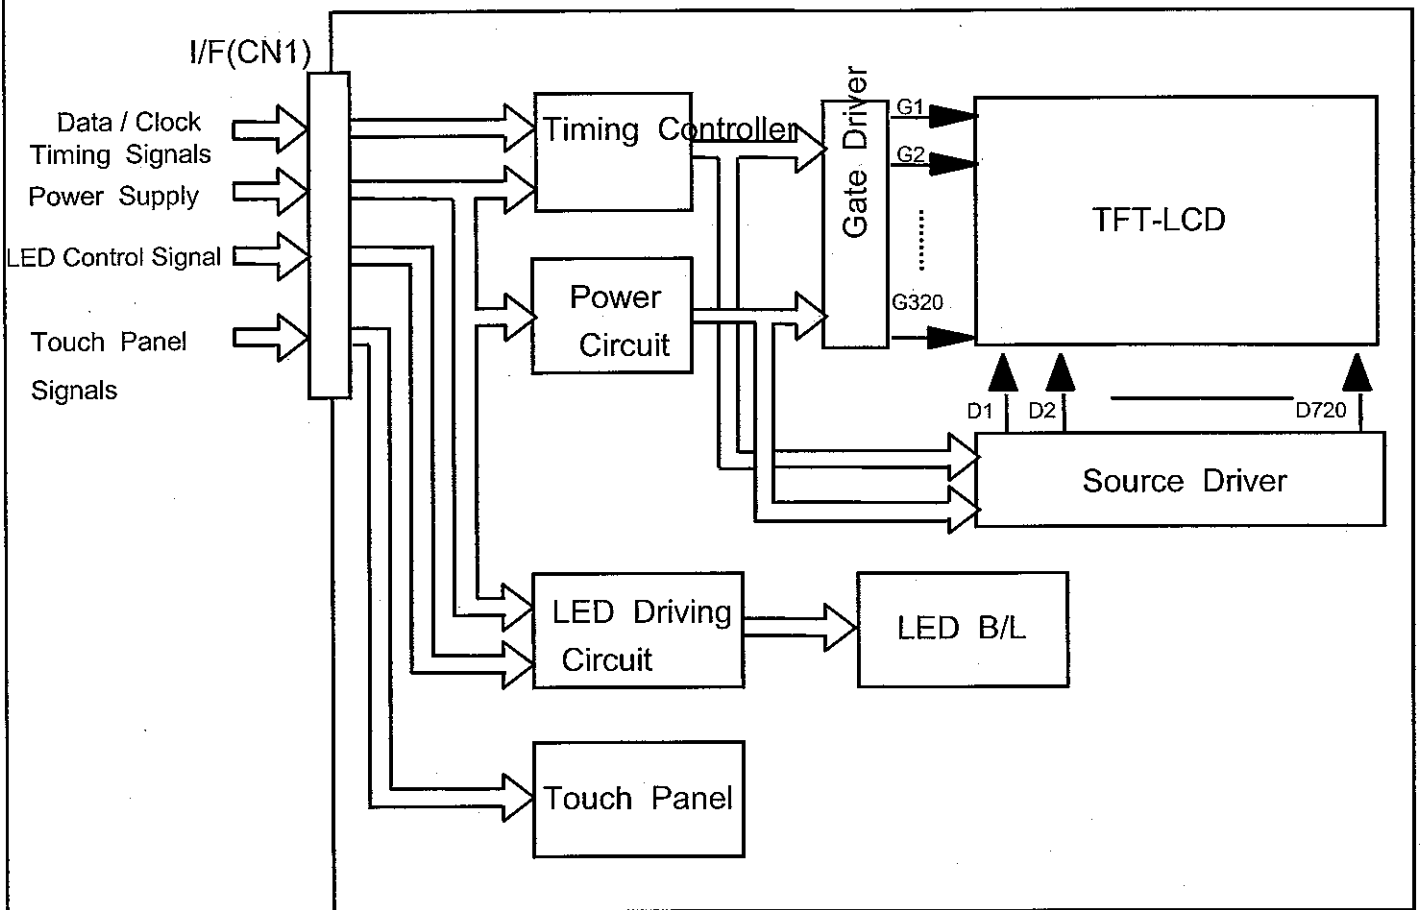 I/F(CN1)
Data / Clock
Timing Signals
Power Supply
LED Control Signal
Touch Panel
Signals
Timing Controller
Power
Circuit
Gate Driver
G1
G2
G320
TFT-LCD
D1
D2
D720
Source Driver
LED Driving
Circuit
LED B/L
Touch Panel